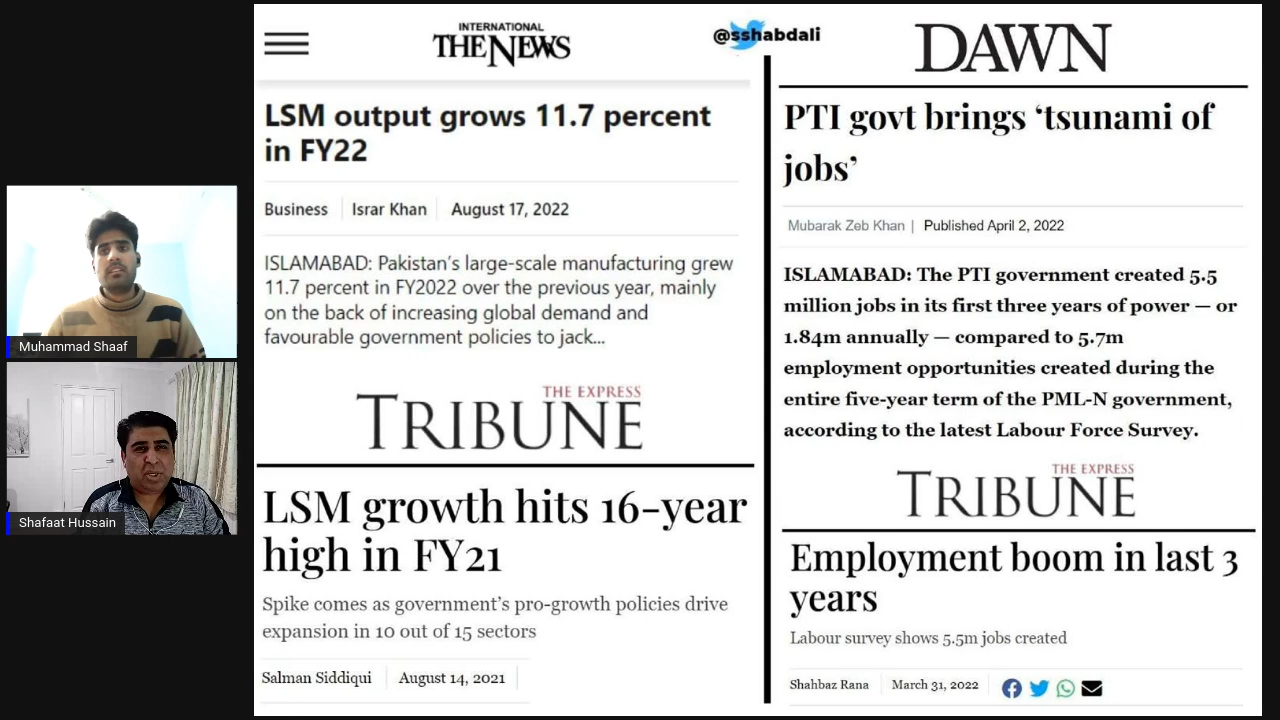 Muhammad Shaaf
Shafaat Hussain
INTERNATIONAL
THE NEWS
LSM output grows 11.7 percent
in FY22
Business
Israr Khan
August 17, 2022
ISLAMABAD: Pakistan's large-scale manufacturing grew
11.7 percent in FY2022 over the previous year, mainly
on the back of increasing global demand and
favourable government policies to jack...
THE EXPRESS
TRIBUNE
LSM growth hits 16-year
high in FY21
Spike comes as government's pro-growth policies drive
expansion in 10 out of 15 sectors
Salman Siddiqui
August 14, 2021
@sshabdali
DAWN
PTI govt brings ‘tsunami of
jobs’
Mubarak Zeb Khan | Published April 2, 2022
ISLAMABAD: The PTI government created 5.5
million jobs in its first three years of power — or
1.84m annually — compared to 5.7m
employment opportunities created during the
entire five-year term of the PML-N government,
according to the latest Labour Force Survey.
THE EXPRESS
TRIBUNE
Employment boom in last 3
years
Labour survey shows 5.5m jobs created
Shahbaz Rana
March 31, 2022